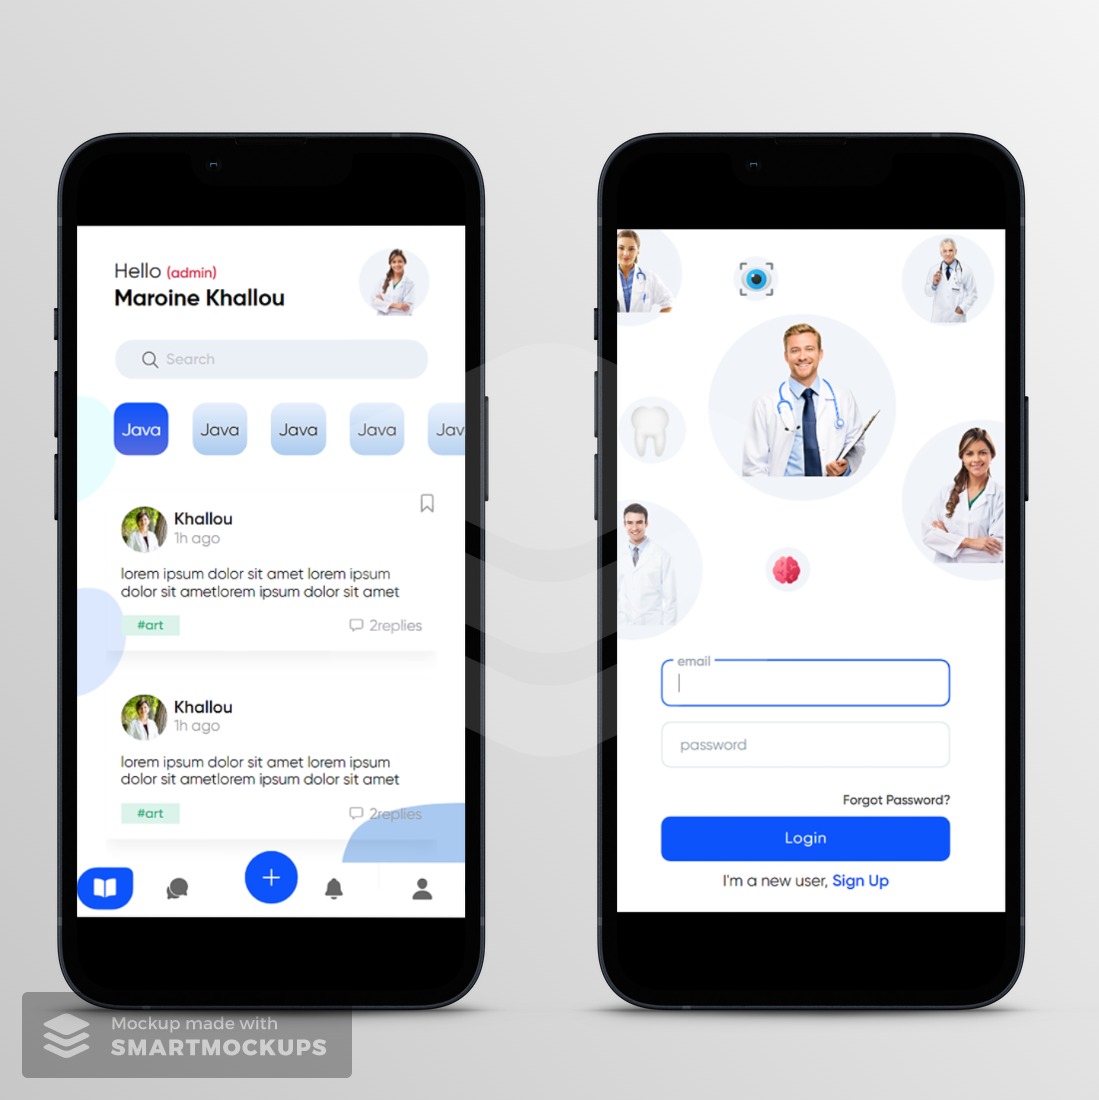 Hello (admin)
Maroine Khallou
Search
Java
Java
Java
Java
Jav
Khallou
1h ago
lorem ipsum dolor sit amet lorem ipsum
dolor sit ametlorem ipsum dolor sit amet
#art
2replies
Khallou
1h ago
lorem ipsum dolor sit amet lorem ipsum
dolor sit ametlorem ipsum dolor sit amet
#art
2replies
email
password
Forgot Password?
Login
I'm a new user, Sign Up
Mockup made with
SMARTMOCKUPS